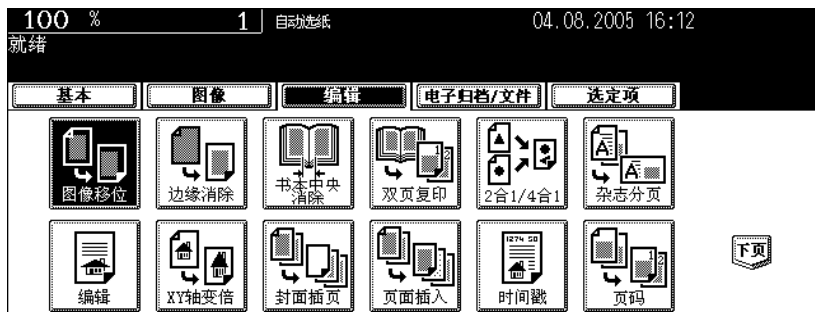 100 % 1 自动选纸 04.08.2005 16:12
就绪
基本 图像 编辑 电子归档/文件 选定项
图像移位 边缘消除 书本中央消除 双页复印 2合1/4合1 杂志分页
下页
编辑 XY轴变倍 封面插页 页面插入 时间戳 页码